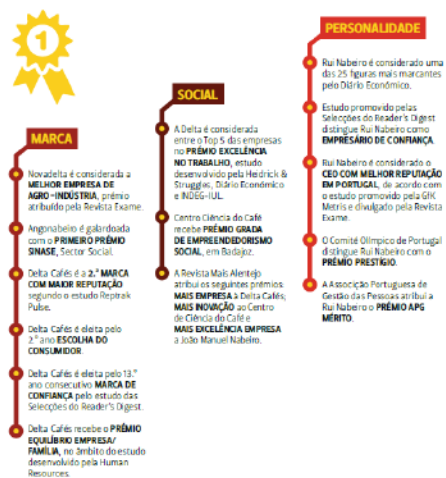 1
MARCA
Novadelta é considerada a
MELHOR EMPRESA DE
AGRO-INDÚSTRIA, prémio
atribuído pela Revista Exame.
Angonabeiro é galardoada
com o PRIMEIRO PRÉMIO
SINASE, Sector Social.
Delta Cafés é a 2.ª MARCA
COM MAIOR REPUTAÇÃO
segundo o estudo Reptrak
Pulse.
Delta Cafés é eleita pelo
2.º ano ESCOLHA DO
CONSUMIDOR.
Delta Cafés é eleita pelo 13.º
ano consecutivo MARCA DE
CONFIANÇA pelo estudo das
Selecções do Reader's Digest.
Delta Cafés recebe o PRÉMIO
EQUILÍBRIO EMPRESA/
FAMÍLIA, no âmbito do estudo
desenvolvido pela Human
Resources.
SOCIAL
A Delta é considerada
entre o Top 5 das empresas
no PRÉMIO EXCELÊNCIA
NO TRABALHO, estudo
desenvolvido pela Heidrick &
Struggles, Diário Económico
e INDEG-IUL.
Centro Ciência do Café
recebe PRÉMIO GRADA
DE EMPREENDEDORISMO
SOCIAL, em Badajoz.
A Revista Mais Alentejo
atribui os seguintes prémios:
MAIS EMPRESA à Delta Cafés;
MAIS INOVAÇÃO ao Centro
de Ciência do Café e
MAIS EXCELÊNCIA EMPRESA
a João Manuel Nabeiro.
PERSONALIDADE
Rui Nabeiro é considerado uma
das 25 figuras mais marcantes
pelo Diário Económico.
Estudo promovido pelas
Selecções do Reader's Digest
distingue Rui Nabeiro como
EMPRESÁRIO DE CONFIANÇA.
Rui Nabeiro é considerado o
CEO COM MELHOR REPUTAÇÃO
EM PORTUGAL, de acordo com
o estudo promovido pela GfK
Metris e divulgado pela Revista
Exame.
O Comité Olímpico de Portugal
distingue Rui Nabeiro com o
PRÉMIO PRESTÍGIO.
A Associção Portuguesa de
Gestão das Pessoas atribui a
Rui Nabeiro o PRÉMIO APG
MÉRITO.